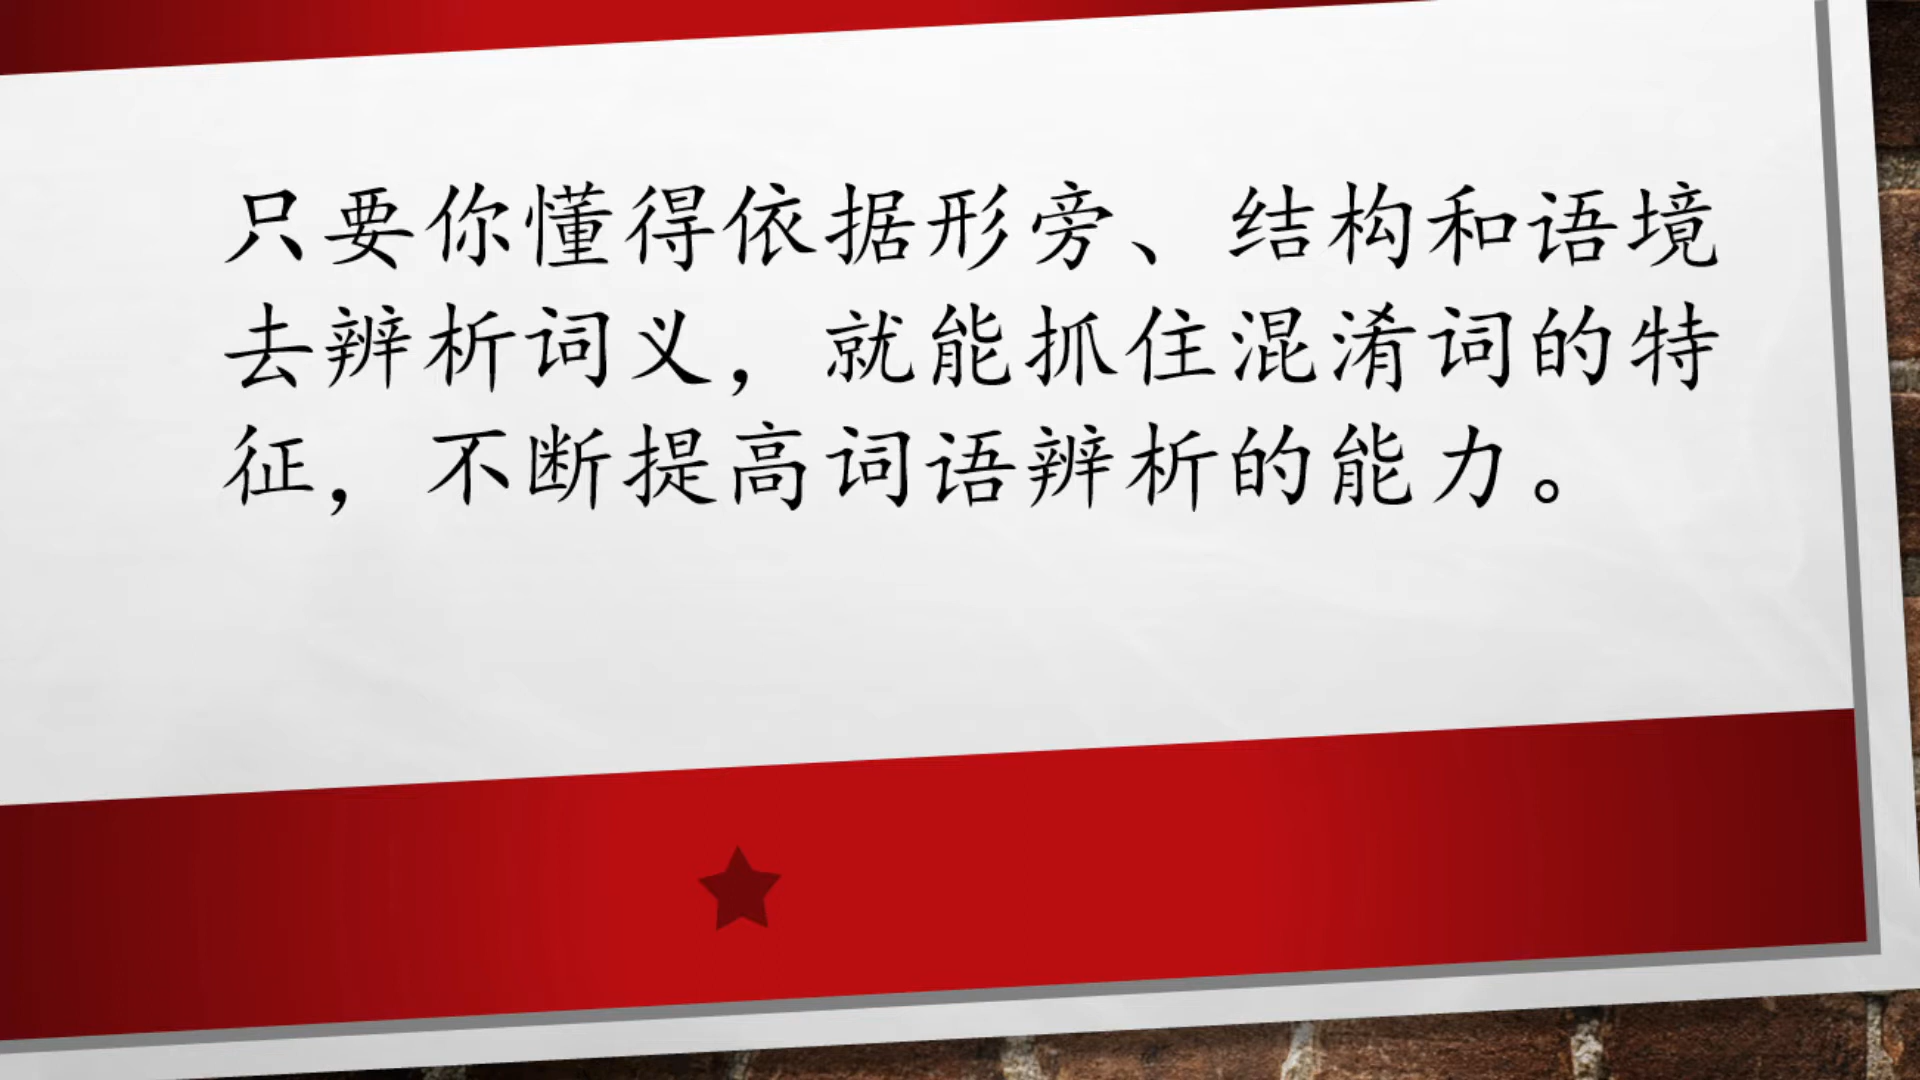 只要你懂得依据形旁、结构和语境
去辨析词义，就能抓住混淆词的特
征，不断提高词语辨析的能力。